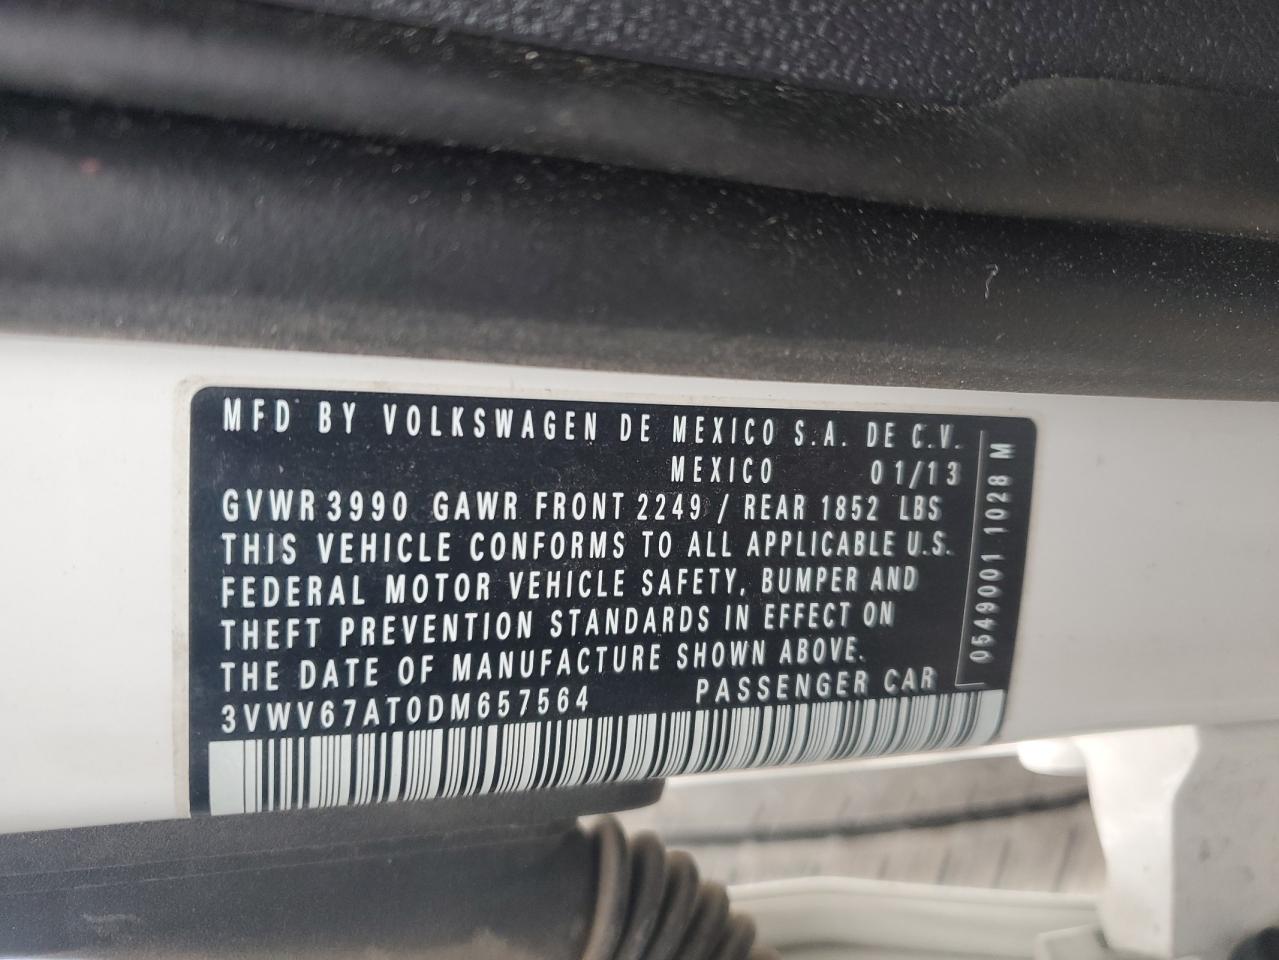 MFD BY VOLKSWAGEN DE MEXICO S.A. DE C.V.
MEXICO 01/13
GVWR 3990 GAWR FRONT 2249 / REAR 1852 LBS
THIS VEHICLE CONFORMS TO ALL APPLICABLE U.S.
FEDERAL MOTOR VEHICLE SAFETY, BUMPER AND
THEFT PREVENTION STANDARDS IN EFFECT ON
THE DATE OF MANUFACTURE SHOWN ABOVE.
3VWV67AT0DM657564 PASSENGER CAR
0549001 1028 M